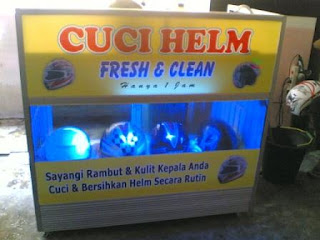 CUCI HELM
FRESH & CLEAN
Hanya 1 Jam
Sayangi Rambut & Kulit Kepala Anda
Cuci & Bersihkan Helm Secara Rutin